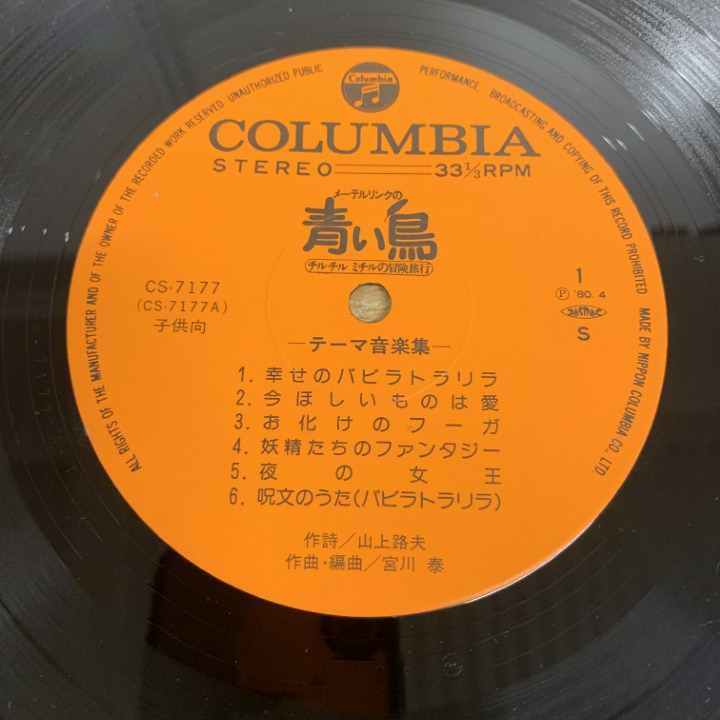 Columbia
COLUMBIA
STEREO 33⅓RPM
メーテルリンクの
青い鳥
チルチル ミチルの冒険旅行
CS-7177
(CS-7177A)
子供向
1
Ⓟ '80.4
S
―テーマ音楽集―
1. 幸せのパピラトラリラ
2. 今ほしいものは愛
3. お化けのフーガ
4. 妖精たちのファンタジー
5. 夜の女王
6. 呪文のうた(パピラトラリラ)
作詩/山上路夫
作曲・編曲/宮川 泰
ALL RIGHTS OF THE MANUFACTURER AND OF THE OWNER OF THE RECORDED WORK RESERVED UNAUTHORIZED PUBLIC PERFORMANCE, BROADCASTING AND COPYING OF THIS RECORD PROHIBITED
MADE BY NIPPON COLUMBIA CO., LTD.